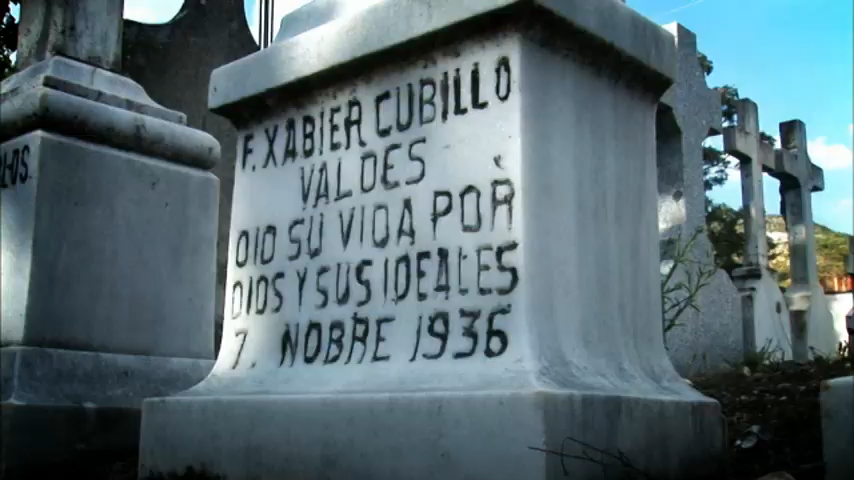 F. XABIER CUBILLO
VALDES
DIO SU VIDA POR
DIOS Y SUS IDEALES
7. NOBRE 1936